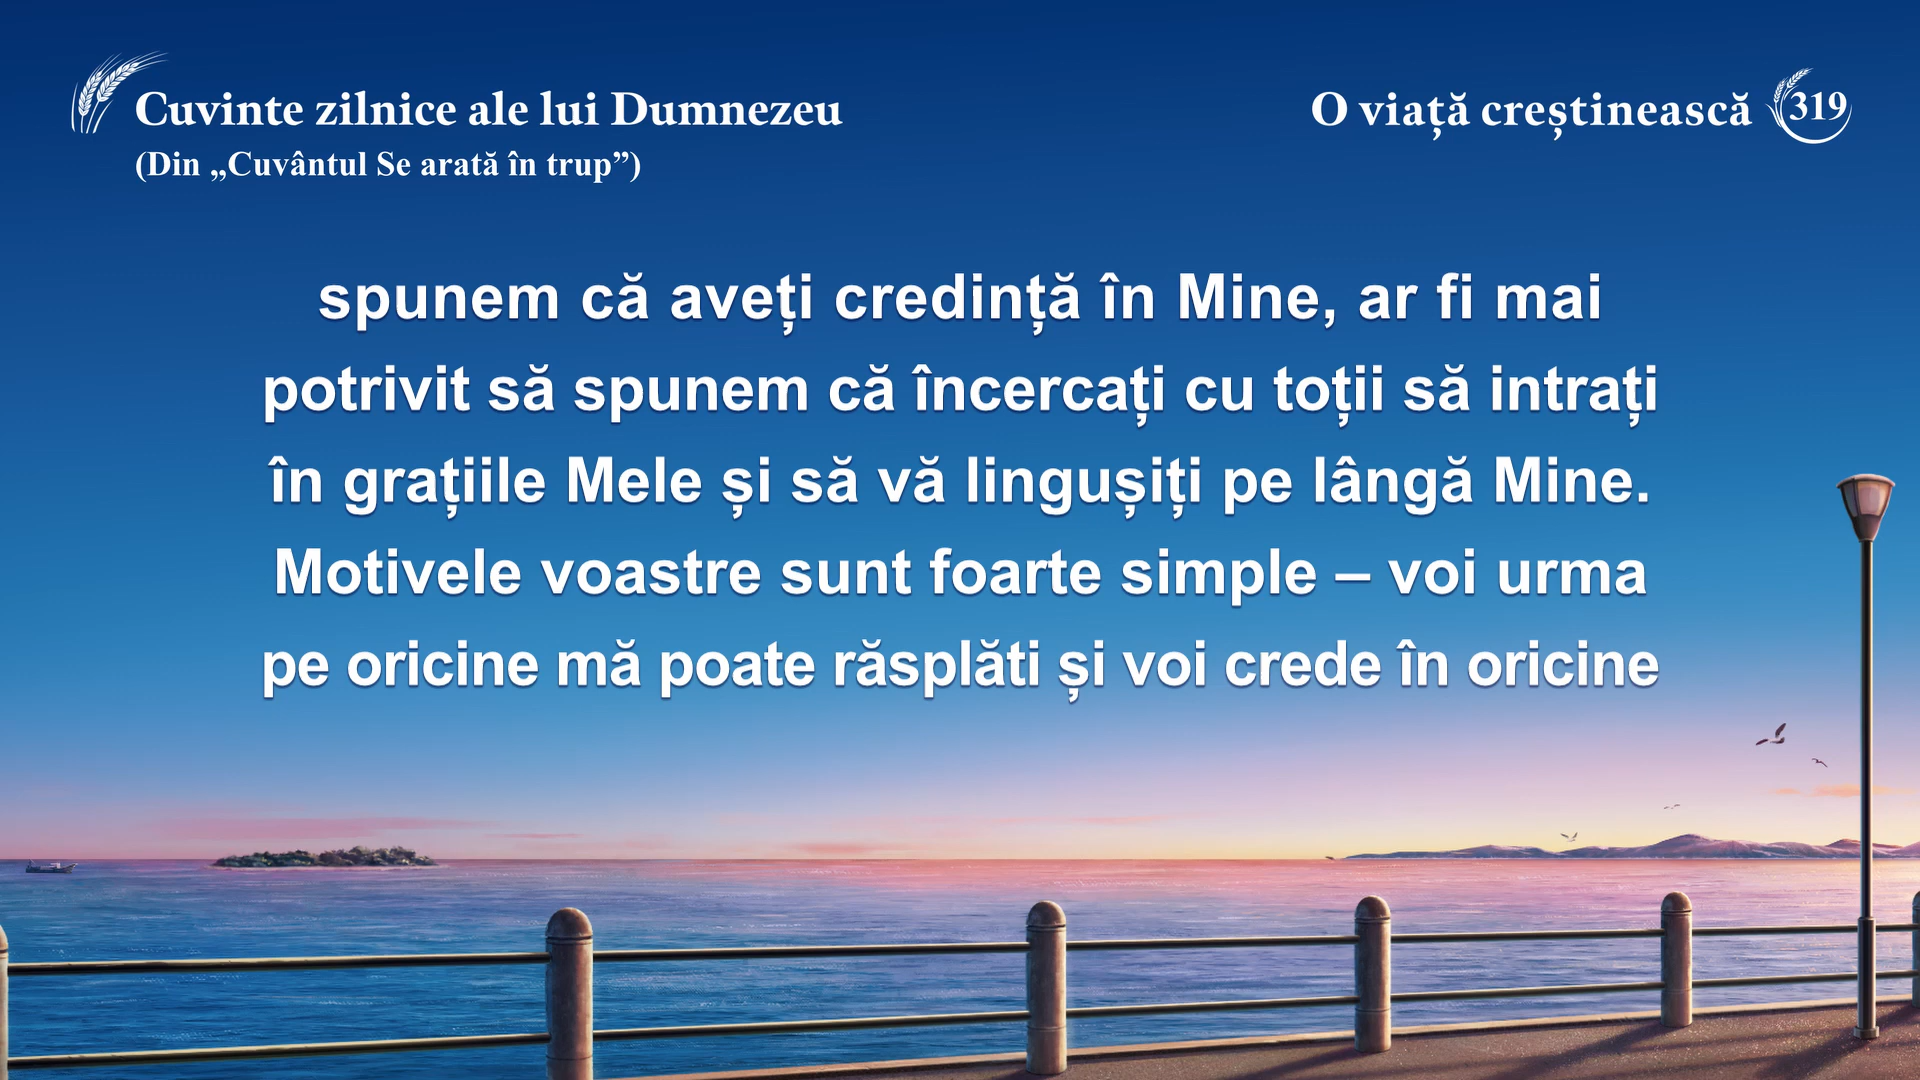 Cuvinte zilnice ale lui Dumnezeu
(Din „Cuvântul Se arată în trup”)
O viață creștinească 319
spunem că aveți credință în Mine, ar fi mai
potrivit să spunem că încercați cu toții să intrați
în grațiile Mele și să vă lingușiți pe lângă Mine.
Motivele voastre sunt foarte simple – voi urma
pe oricine mă poate răsplăti și voi crede în oricine